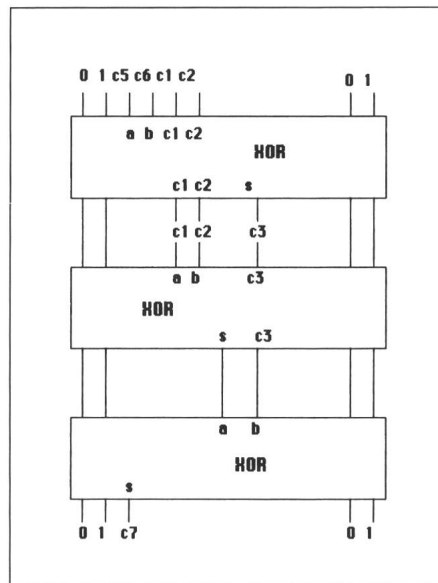 0 1 c5 c6 c1 c2 0 1
a b c1 c2
XOR
c1 c2 s
c1 c2 c3
a b c3
XOR
s c3
a b
XOR
s
0 1 c7 0 1